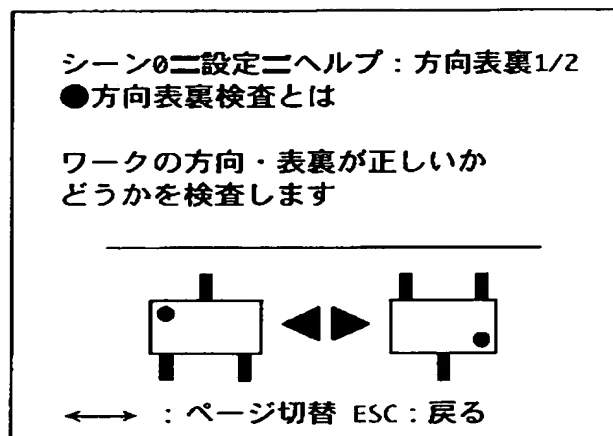 シーン0＝設定＝ヘルプ：方向表裏1/2
●方向表裏検査とは
ワークの方向・表裏が正しいか
どうかを検査します
←→ ：ページ切替 ESC：戻る